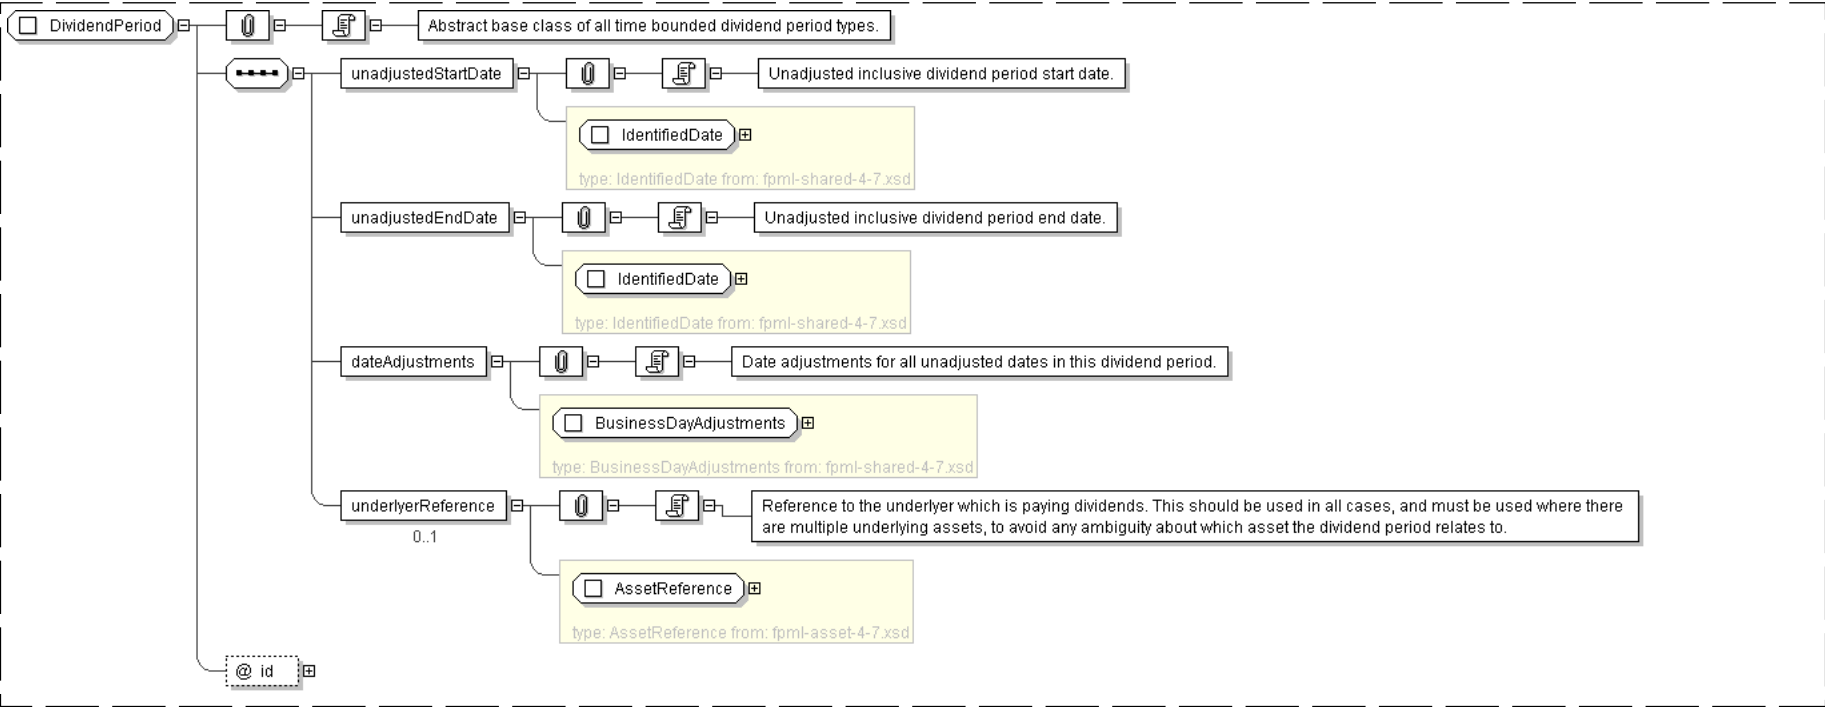 DividendPeriod
Abstract base class of all time bounded dividend period types.
unadjustedStartDate
Unadjusted inclusive dividend period start date.
IdentifiedDate
type: IdentifiedDate from: fpml-shared-4-7.xsd
unadjustedEndDate
Unadjusted inclusive dividend period end date.
IdentifiedDate
type: IdentifiedDate from: fpml-shared-4-7.xsd
dateAdjustments
Date adjustments for all unadjusted dates in this dividend period.
BusinessDayAdjustments
type: BusinessDayAdjustments from: fpml-shared-4-7.xsd
underlyerReference
0..1
Reference to the underlyer which is paying dividends. This should be used in all cases, and must be used where there
are multiple underlying assets, to avoid any ambiguity about which asset the dividend period relates to.
AssetReference
type: AssetReference from: fpml-asset-4-7.xsd
@ id